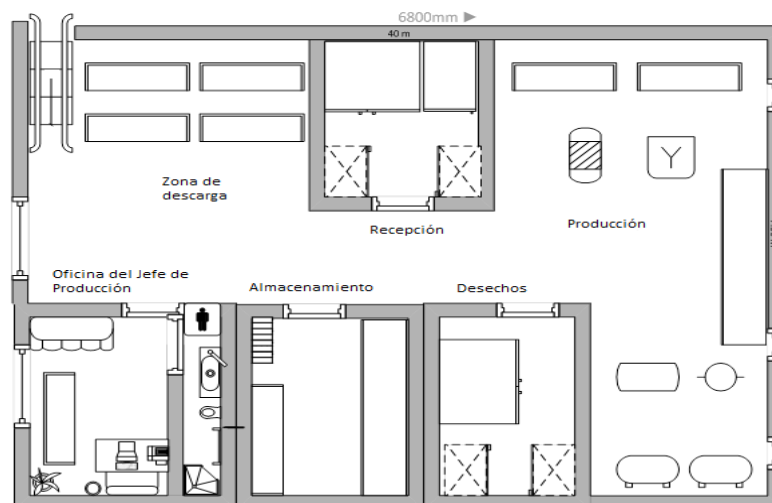 6800mm
40 m
Zona de
descarga
Recepción
Producción
Oficina del Jefe de
Producción
Almacenamiento
Desechos
Y